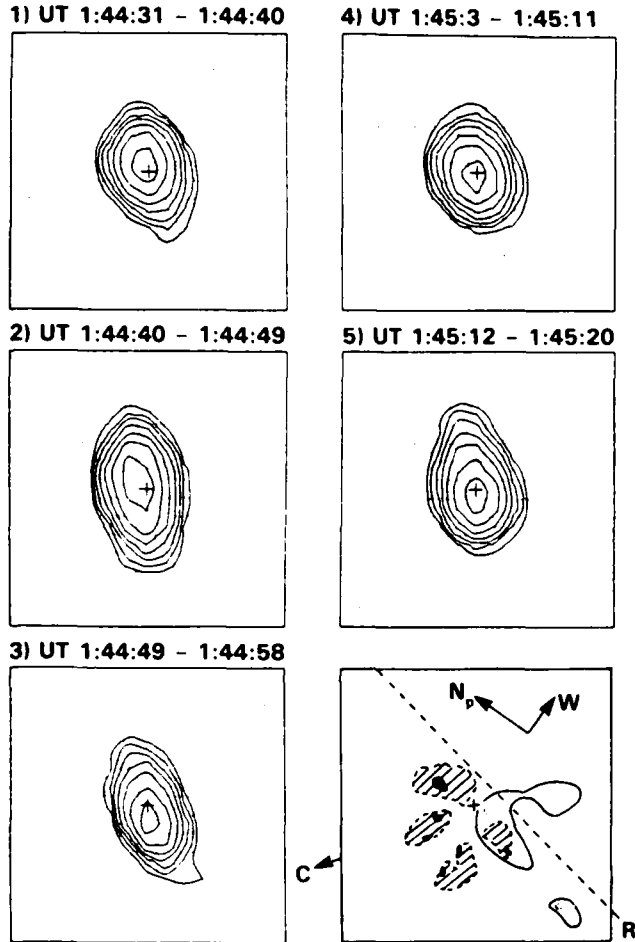 1) UT 1:44:31 - 1:44:40
4) UT 1:45:3 - 1:45:11
2) UT 1:44:40 - 1:44:49
5) UT 1:45:12 - 1:45:20
3) UT 1:44:49 - 1:44:58
Np
W
C
R